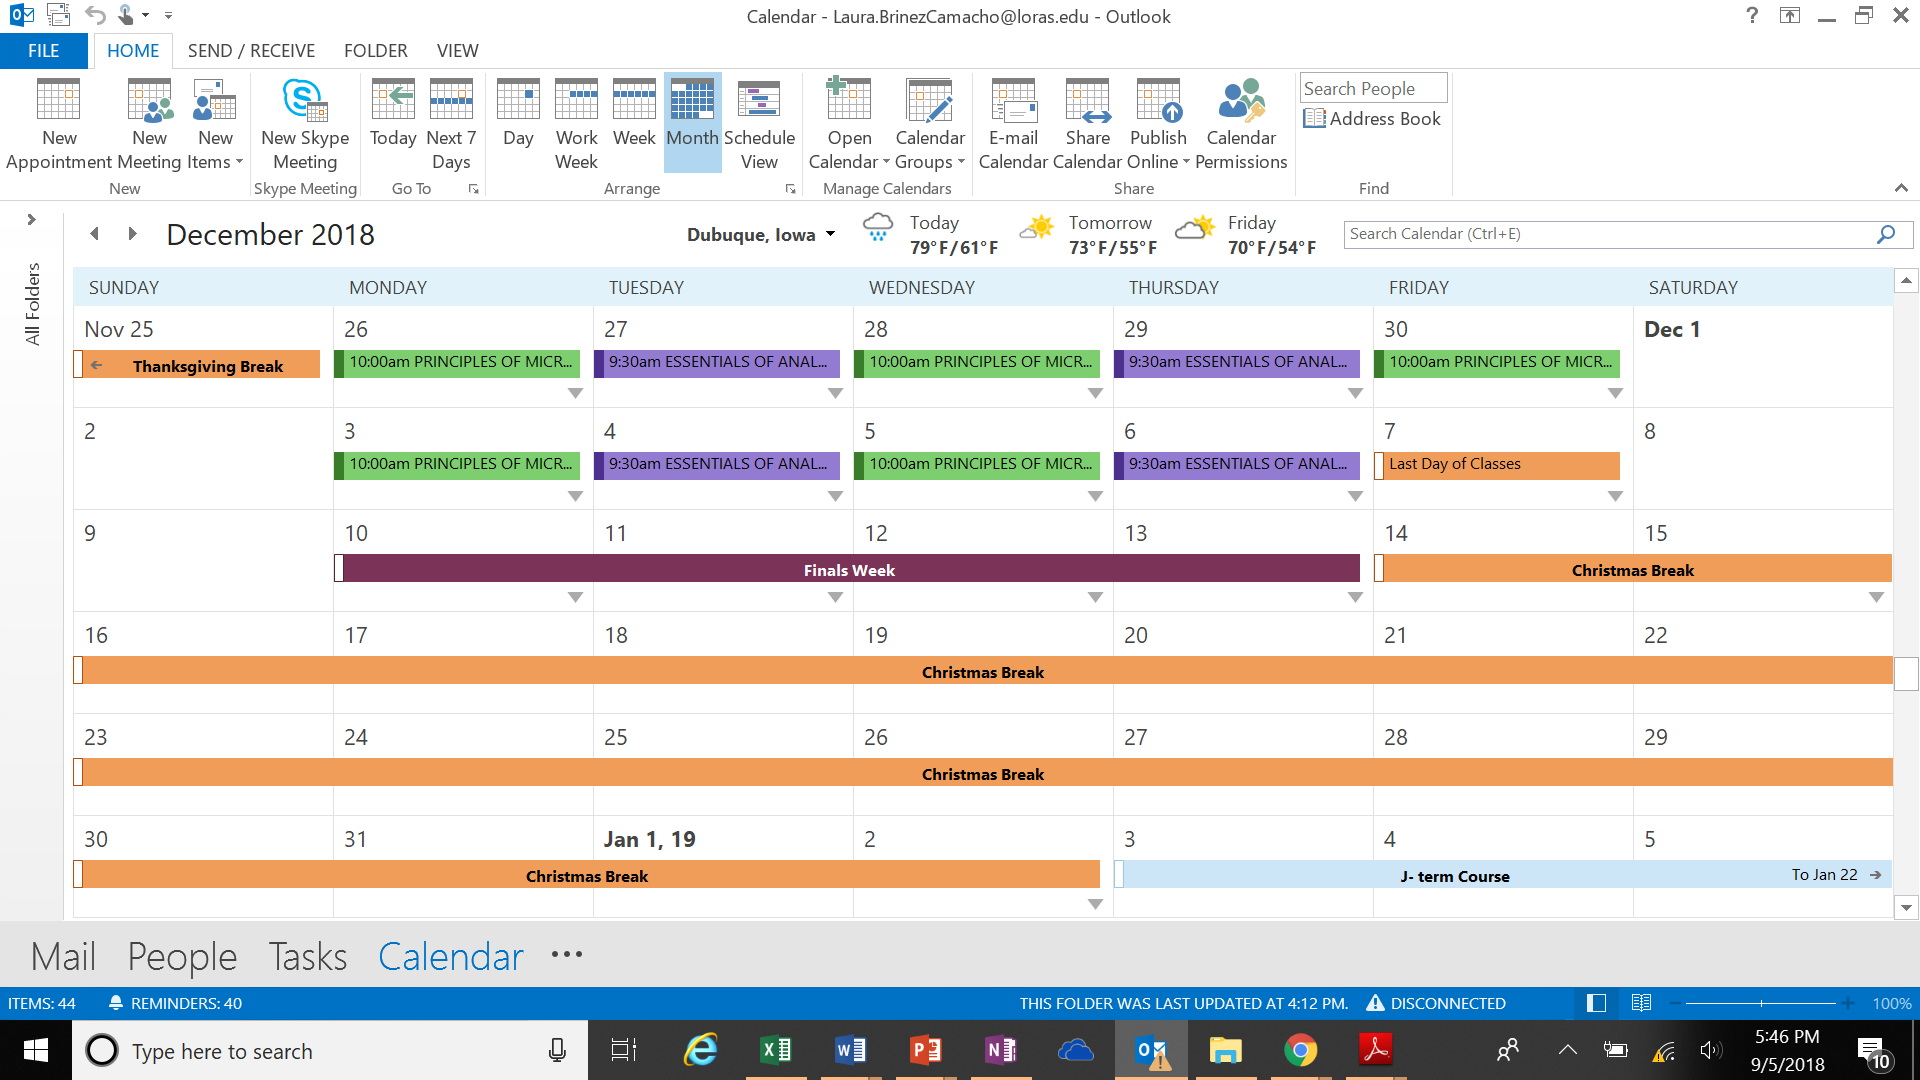 Calendar - Laura.BrinezCamacho@loras.edu - Outlook
FILE HOME SEND / RECEIVE FOLDER VIEW
New Appointment New Meeting New Items
New
New Skype Meeting
Skype Meeting
Today Next 7 Days
Go To
Day Work Week Week Month Schedule View
Arrange
Open Calendar Calendar Groups
Manage Calendars
E-mail Calendar Share Calendar Publish Online Calendar Permissions
Share
Search People
Address Book
Find
All Folders
December 2018
Dubuque, Iowa
Today
79°F/61°F
Tomorrow
73°F/55°F
Friday
70°F/54°F
Search Calendar (Ctrl+E)
SUNDAY MONDAY TUESDAY WEDNESDAY THURSDAY FRIDAY SATURDAY
Nov 25 26 27 28 29 30 Dec 1
Thanksgiving Break 10:00am PRINCIPLES OF MICR... 9:30am ESSENTIALS OF ANAL... 10:00am PRINCIPLES OF MICR... 9:30am ESSENTIALS OF ANAL... 10:00am PRINCIPLES OF MICR...
2 3 4 5 6 7 8
10:00am PRINCIPLES OF MICR... 9:30am ESSENTIALS OF ANAL... 10:00am PRINCIPLES OF MICR... 9:30am ESSENTIALS OF ANAL... Last Day of Classes
9 10 11 12 13 14 15
Finals Week Christmas Break
16 17 18 19 20 21 22
Christmas Break
23 24 25 26 27 28 29
Christmas Break
30 31 Jan 1, 19 2 3 4 5
Christmas Break J- term Course To Jan 22
Mail People Tasks Calendar ...
ITEMS: 44 REMINDERS: 40 THIS FOLDER WAS LAST UPDATED AT 4:12 PM. DISCONNECTED 100%
Type here to search
5:46 PM
9/5/2018
10